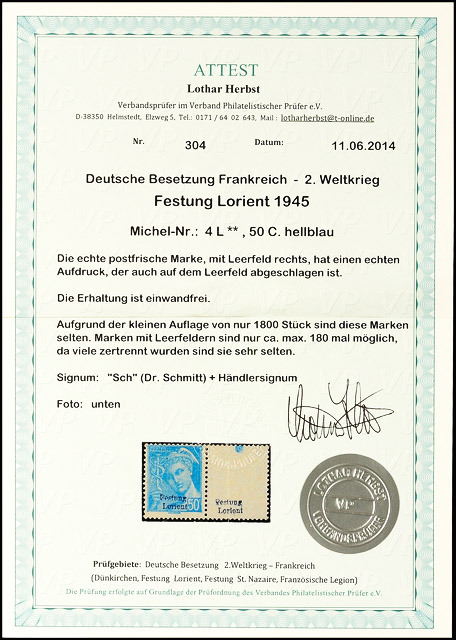 ATTEST
Lothar Herbst
Verbandsprüfer im Verband Philatelistischer Prüfer e.V.
D-38350 Helmstedt, Elzweg 5, Tel.: 0171 / 64 02 643, Mail : lotharherbst@t-online.de
Nr. 304 Datum: 11.06.2014
Deutsche Besetzung Frankreich - 2. Weltkrieg
Festung Lorient 1945
Michel-Nr.: 4 L ** , 50 C. hellblau
Die echte postfrische Marke, mit Leerfeld rechts, hat einen echten
Aufdruck, der auch auf dem Leerfeld abgeschlagen ist.
Die Erhaltung ist einwandfrei.
Aufgrund der kleinen Auflage von nur 1800 Stück sind diese Marken
selten. Marken mit Leerfeldern sind nur ca. max. 180 mal möglich,
da viele zertrennt wurden sind sie sehr selten.
Signum: "Sch" (Dr. Schmitt) + Händlersignum
Foto: unten
Festung
Lorient
50
Festung
Lorient
LOTHAR HERBST
VP
VERBANDSPRÜFER
Prüfgebiete: Deutsche Besetzung 2.Weltkrieg – Frankreich
(Dünkirchen, Festung Lorient, Festung St. Nazaire, Französische Legion)
Die Prüfung erfolgte auf Grundlage der Prüfordnung des Verbandes Philatelistischer Prüfer e.V.